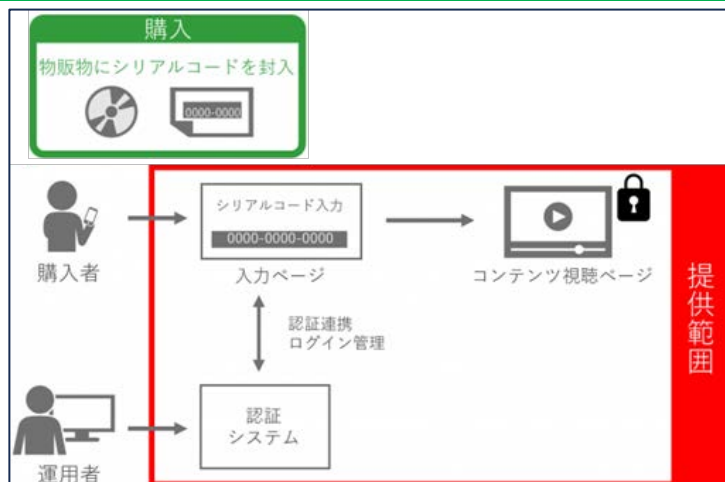 購入
物販物にシリアルコードを封入
0000-0000
シリアルコード入力
0000-0000-0000
購入者
入力ページ
コンテンツ視聴ページ
提供範囲
認証連携
ログイン管理
認証
システム
運用者